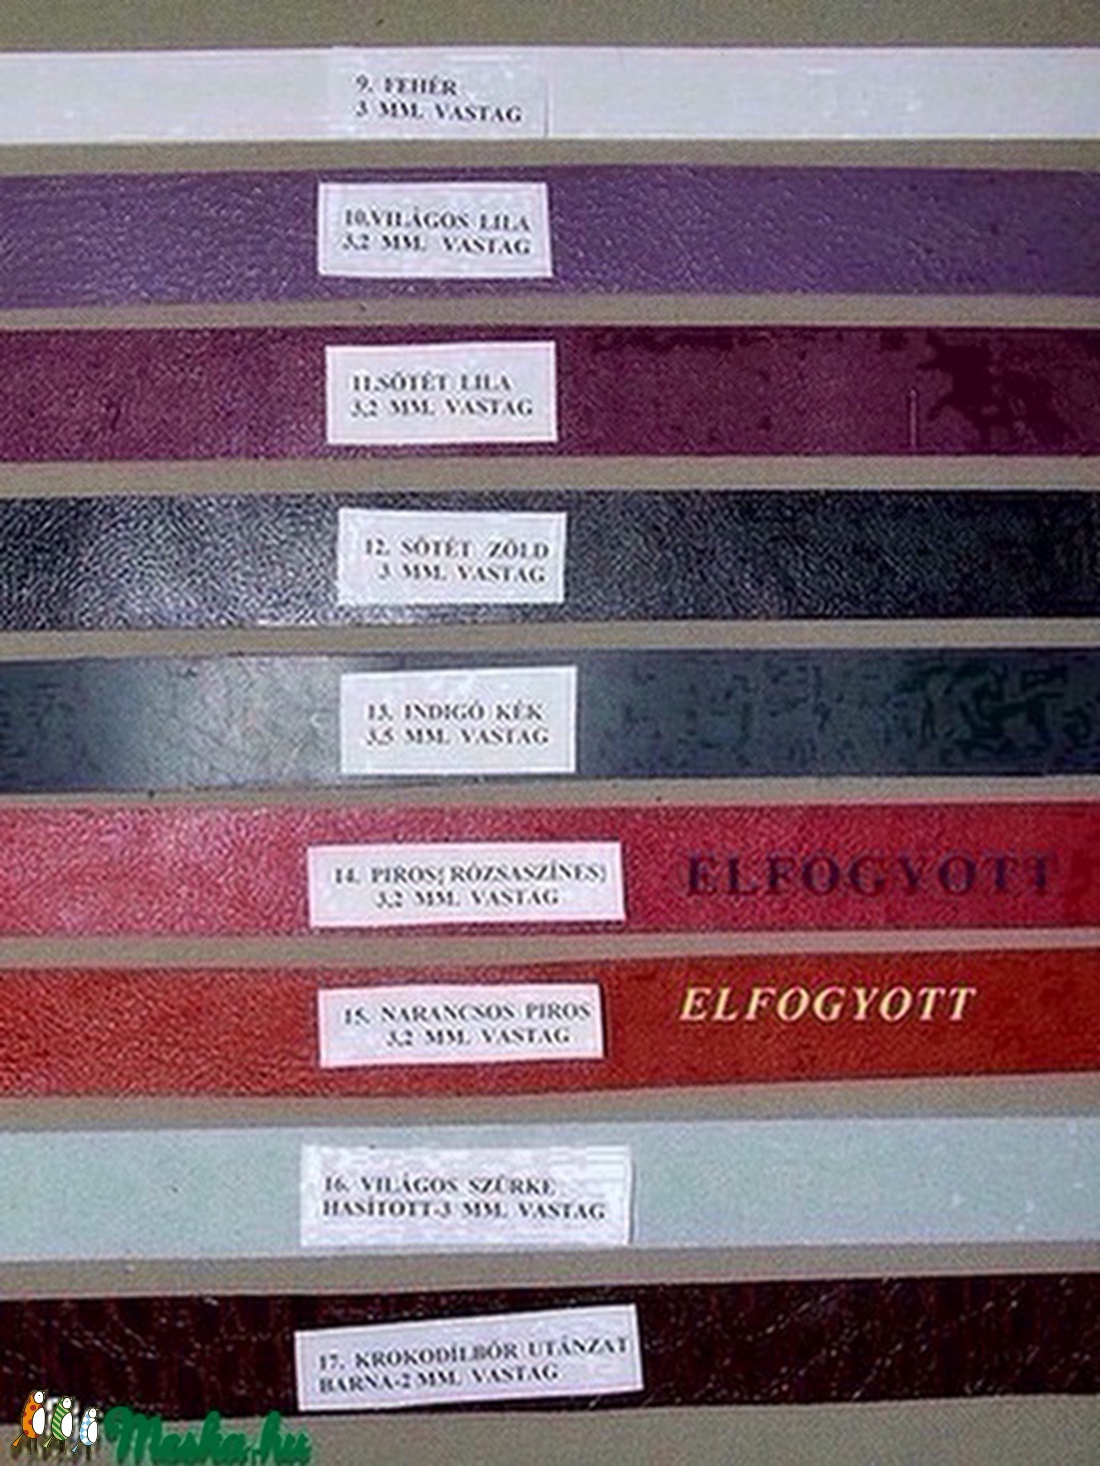 9. FEHÉR
3 MM. VASTAG
10.VILÁGOS LILA
3,2 MM. VASTAG
11.SÖTÉT LILA
3,2 MM. VASTAG
12. SÖTÉT ZÖLD
3 MM. VASTAG
13. INDIGÓ KÉK
3,5 MM. VASTAG
14. PIROS{RÓZSASZÍNES}
3,2 MM. VASTAG
ELFOGYOTT
15. NARANCSOS PIROS
3,2 MM. VASTAG
ELFOGYOTT
16. VILÁGOS SZÜRKE
HASÍTOTT-3 MM. VASTAG
17. KROKODÍLBŐR UTÁNZAT
BARNA-2 MM. VASTAG
Meska.hu